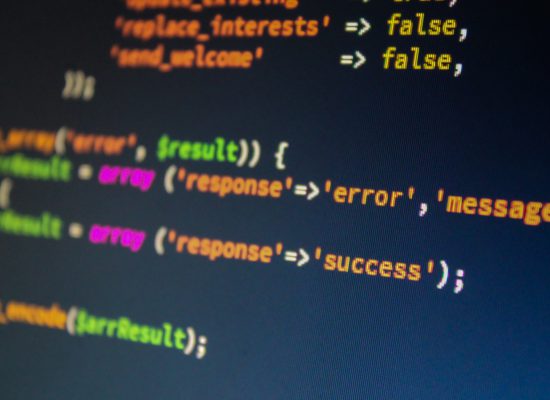 'update_existing' => true,
'replace_interests' => false,
'send_welcome' => false,
));
_array('error', $result)) {
rrResult = array ('response'=>'error','message
{
rResult = array ('response'=>'success');
_encode($arrResult);